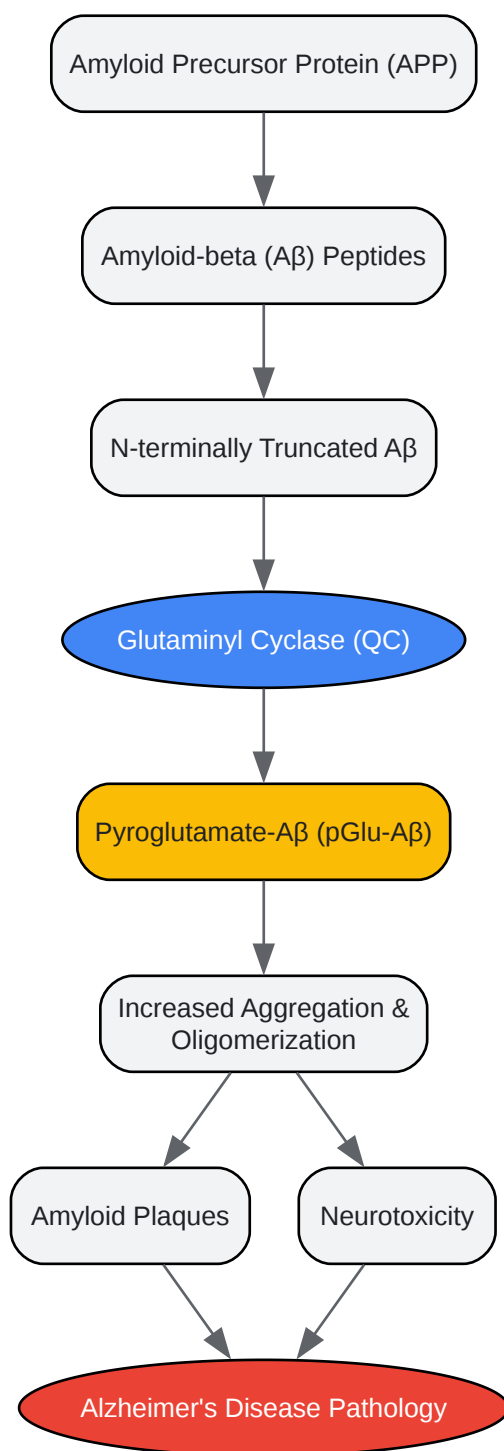 Amyloid Precursor Protein (APP)
Amyloid-beta (Aβ) Peptides
N-terminally Truncated Aβ
Glutaminyl Cyclase (QC)
Pyroglutamate-Aβ (pGlu-Aβ)
Increased Aggregation &
Oligomerization
Amyloid Plaques
Neurotoxicity
Alzheimer's Disease Pathology